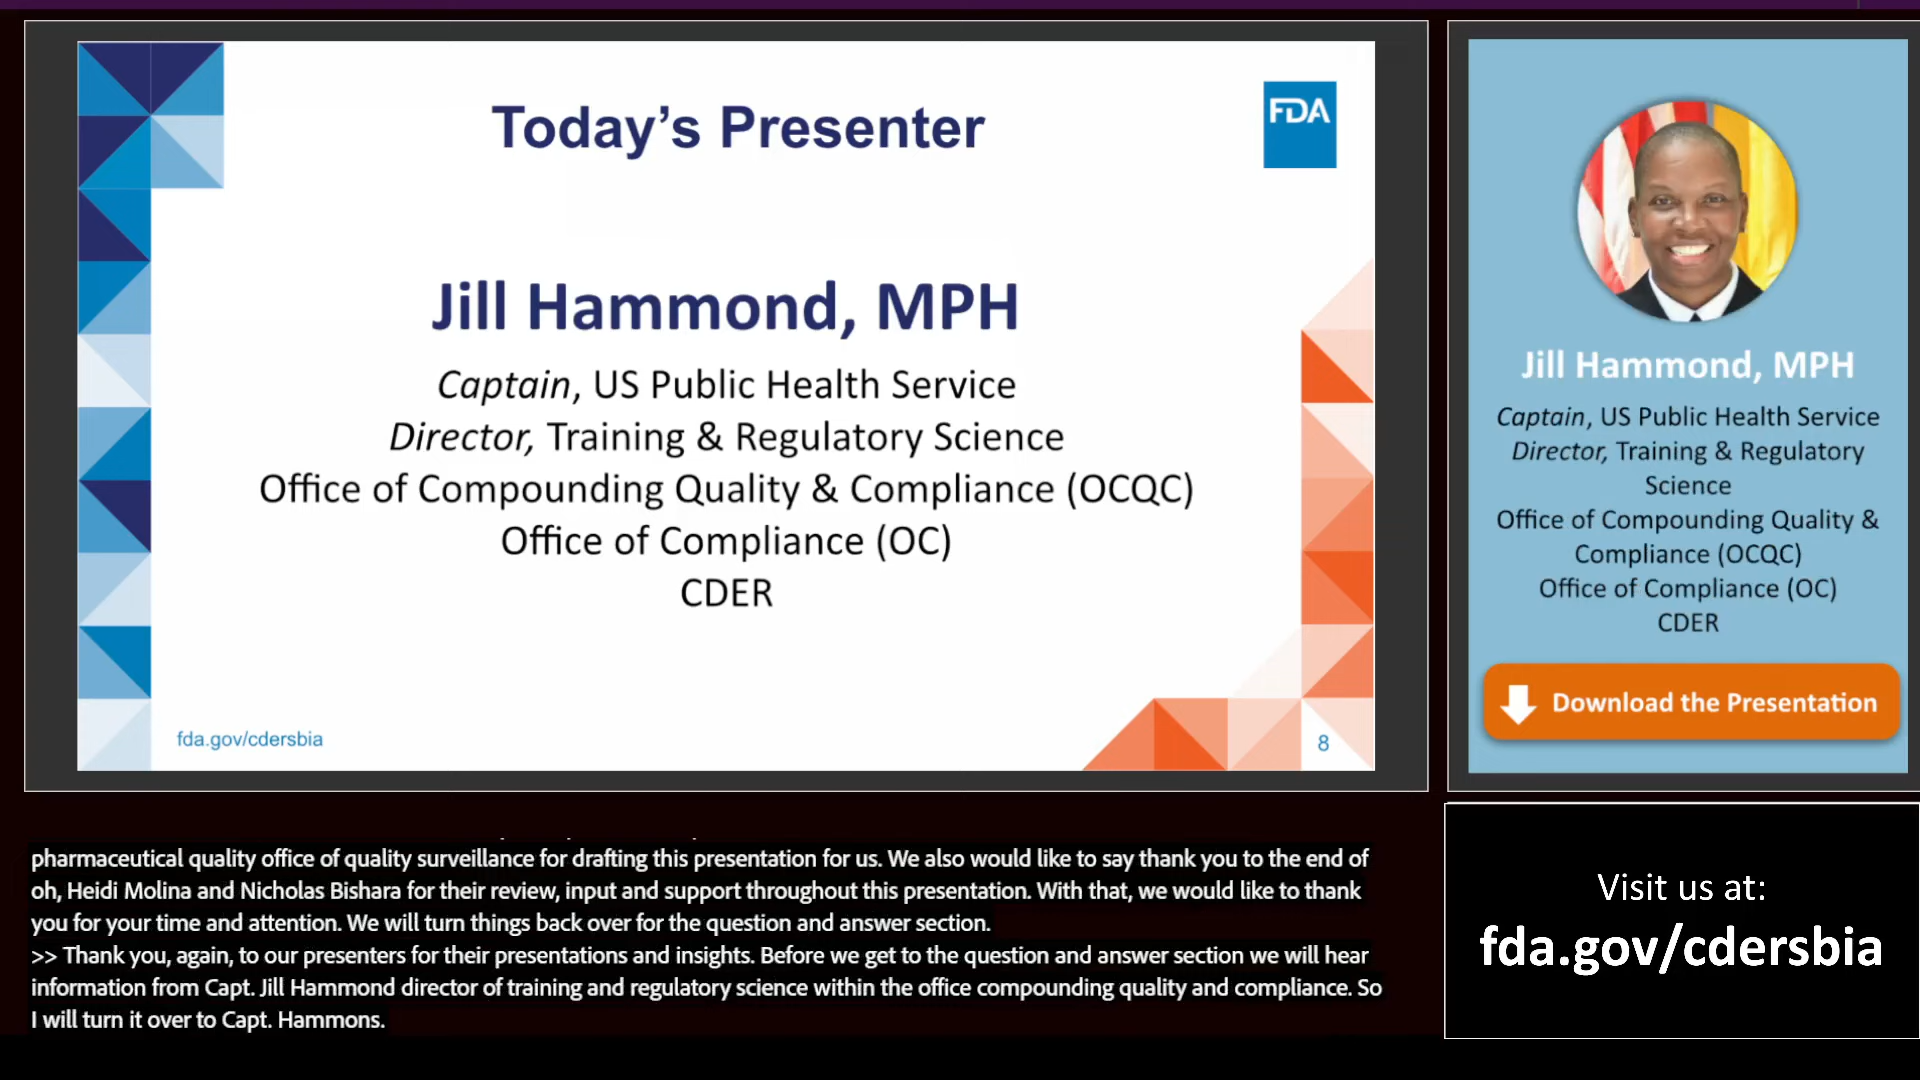 Today’s Presenter
FDA
Jill Hammond, MPH
Captain, US Public Health Service
Director, Training & Regulatory Science
Office of Compounding Quality & Compliance (OCQC)
Office of Compliance (OC)
CDER
fda.gov/cdersbia
8
Jill Hammond, MPH
Captain, US Public Health Service
Director, Training & Regulatory
Science
Office of Compounding Quality &
Compliance (OCQC)
Office of Compliance (OC)
CDER
Download the Presentation
pharmaceutical quality office of quality surveillance for drafting this presentation for us. We also would like to say thank you to the end of
oh, Heidi Molina and Nicholas Bishara for their review, input and support throughout this presentation. With that, we would like to thank
you for your time and attention. We will turn things back over for the question and answer section.
>> Thank you, again, to our presenters for their presentations and insights. Before we get to the question and answer section we will hear
information from Capt. Jill Hammond director of training and regulatory science within the office compounding quality and compliance. So
I will turn it over to Capt. Hammons.
Visit us at:
fda.gov/cdersbia